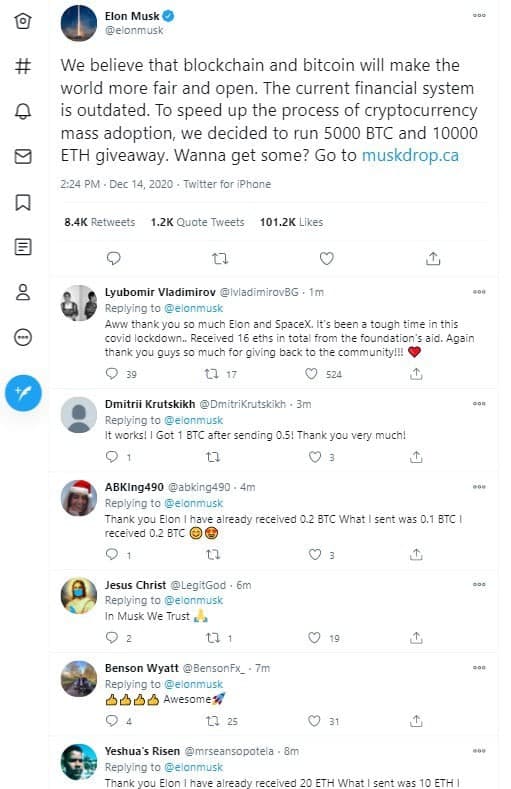 Elon Musk
@elonmusk
We believe that blockchain and bitcoin will make the
world more fair and open. The current financial system
is outdated. To speed up the process of cryptocurrency
mass adoption, we decided to run 5000 BTC and 10000
ETH giveaway. Wanna get some? Go to muskdrop.ca
2:24 PM · Dec 14, 2020 · Twitter for iPhone
8.4K Retweets 1.2K Quote Tweets 101.2K Likes
Lyubomir Vladimirov @lvladimirovBG · 1m
Replying to @elonmusk
Aww thank you so much Elon and SpaceX. It's been a tough time in this
covid lockdown.. Received 16 eths in total from the foundation's aid. Again
thank you guys so much for giving back to the community!!! ❤️
39 17 524
Dmitrii Krutskikh @DmitriKrutskikh · 3m
Replying to @elonmusk
It works! I Got 1 BTC after sending 0.5! Thank you very much!
1 3
ABKIng490 @abking490 · 4m
Replying to @elonmusk
Thank you Elon I have already received 0.2 BTC What I sent was 0.1 BTC I
received 0.2 BTC 😊😍
1 3
Jesus Christ @LegitGod · 6m
Replying to @elonmusk
In Musk We Trust 🙏
2 1 19
Benson Wyatt @BensonFx_ · 7m
Replying to @elonmusk
👍👍👍👍 Awesome🚀
4 25 31
Yeshua's Risen @mrseansopotela · 8m
Replying to @elonmusk
Thank you Elon I have already received 20 ETH What I sent was 10 ETH I